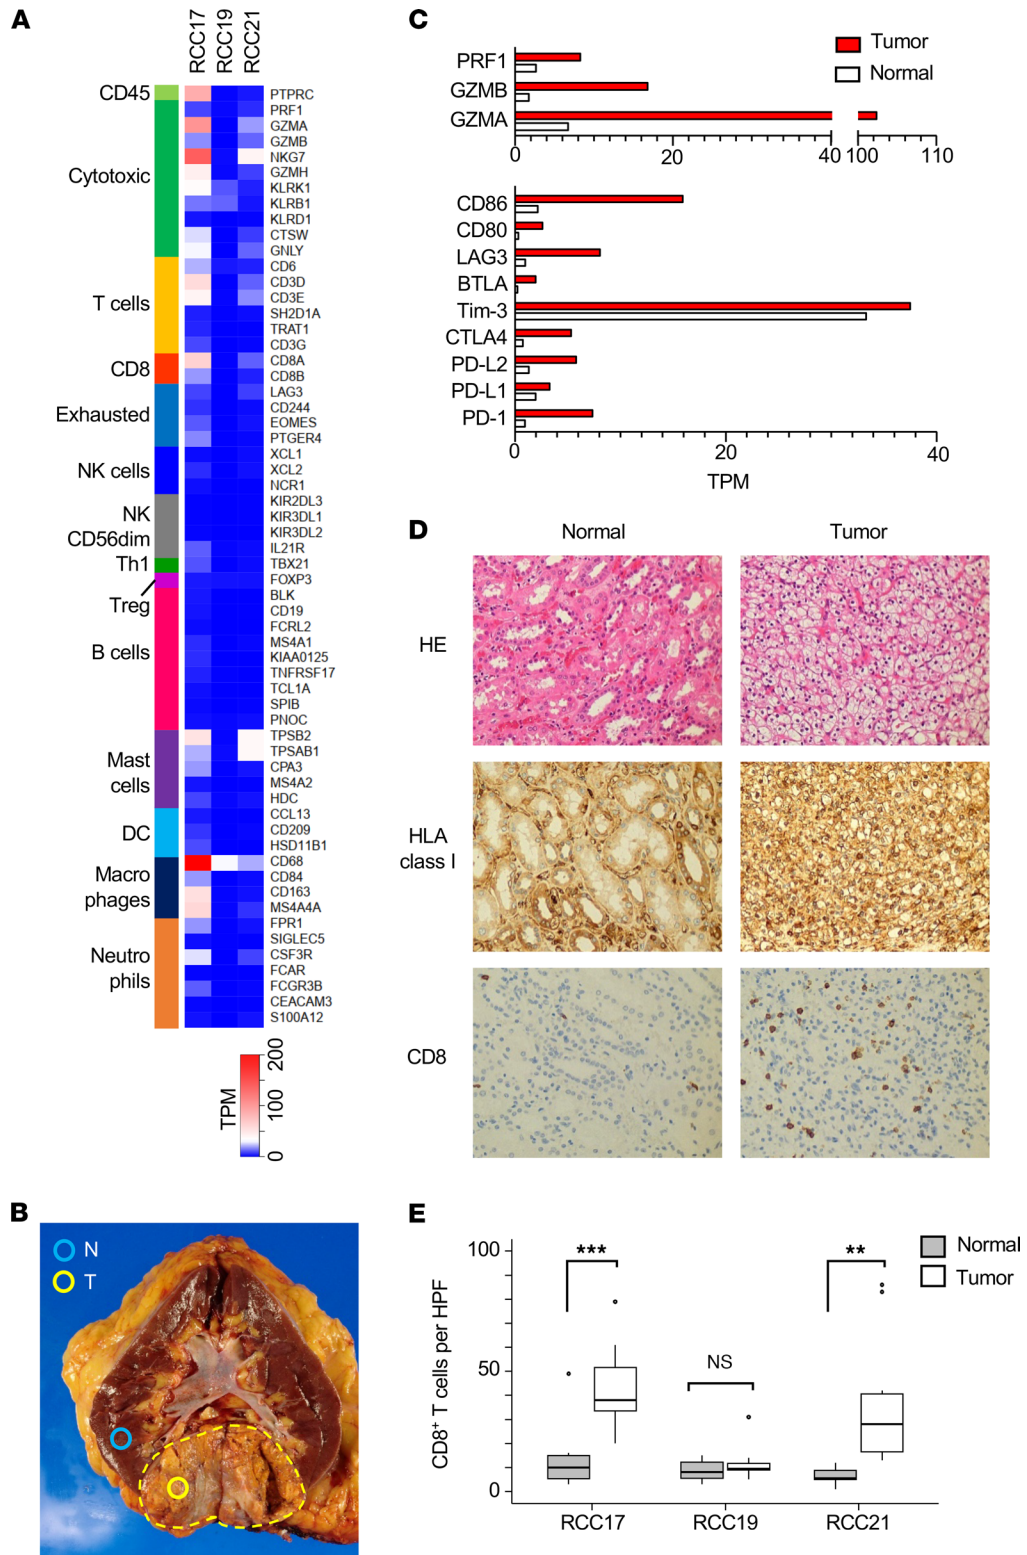 A
RCC17
RCC19
RCC21
CD45
Cytotoxic
T cells
CD8
Exhausted
NK cells
NK
CD56dim
Th1
Treg
B cells
Mast
cells
DC
Macro
phages
Neutro
phils
PTPRC
PRF1
GZMA
GZMB
NKG7
GZMH
KLRK1
KLRB1
KLRD1
CTSW
GNLY
CD6
CD3D
CD3E
SH2D1A
TRAT1
CD3G
CD8A
CD8B
LAG3
CD244
EOMES
PTGER4
XCL1
XCL2
NCR1
KIR2DL3
KIR3DL1
KIR3DL2
IL21R
TBX21
FOXP3
BLK
CD19
FCRL2
MS4A1
KIAA0125
TNFRSF17
TCL1A
SPIB
PNOC
TPSB2
TPSAB1
CPA3
MS4A2
HDC
CCL13
CD209
HSD11B1
CD68
CD84
CD163
MS4A4A
FPR1
SIGLEC5
CSF3R
FCAR
FCGR3B
CEACAM3
S100A12
TPM
200
100
0
B
N
T
C
Tumor
Normal
PRF1
GZMB
GZMA
0 20 40 100 110
CD86
CD80
LAG3
BTLA
Tim-3
CTLA4
PD-L2
PD-L1
PD-1
0 20 40
TPM
D
Normal Tumor
HE
HLA
class I
CD8
E
Normal
Tumor
CD8+ T cells per HPF
100
50
0
***
NS
**
RCC17 RCC19 RCC21